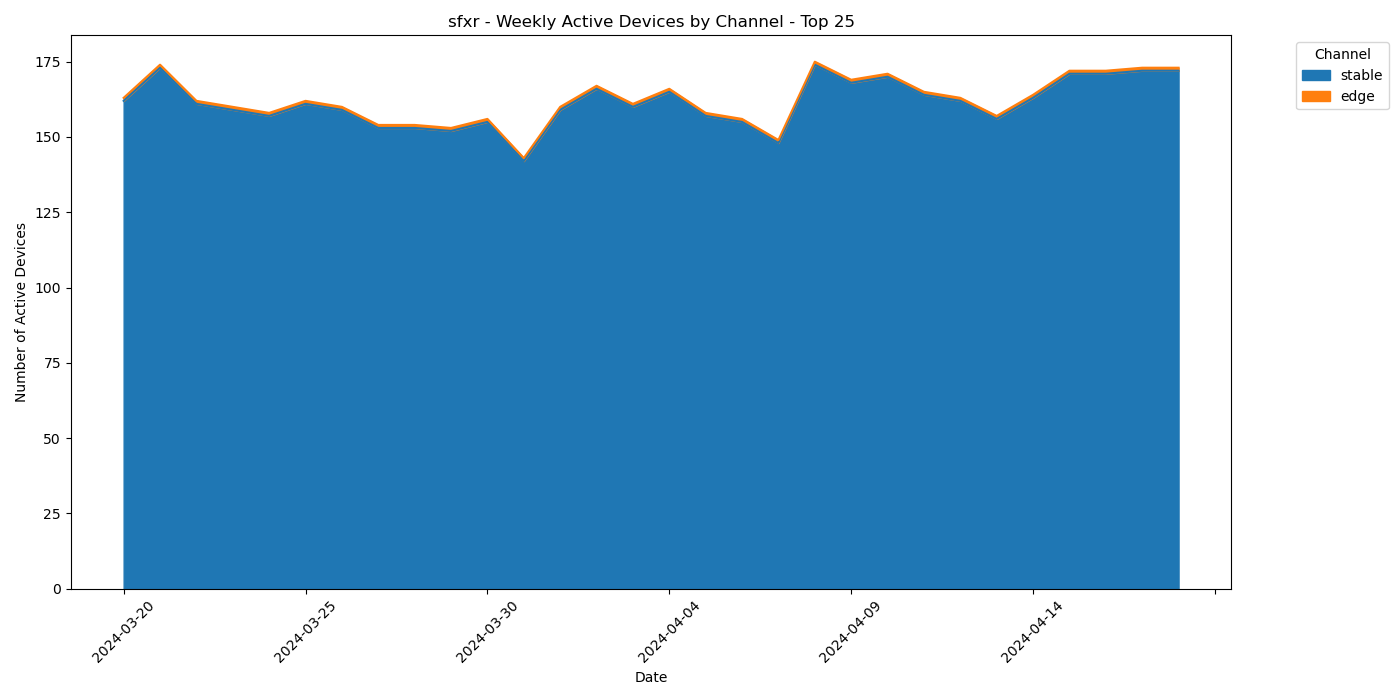 sfxr - Weekly Active Devices by Channel - Top 25
Channel
stable
edge
Number of Active Devices
175
150
125
100
75
50
25
0
2024-03-20
2024-03-25
2024-03-30
2024-04-04
2024-04-09
2024-04-14
Date